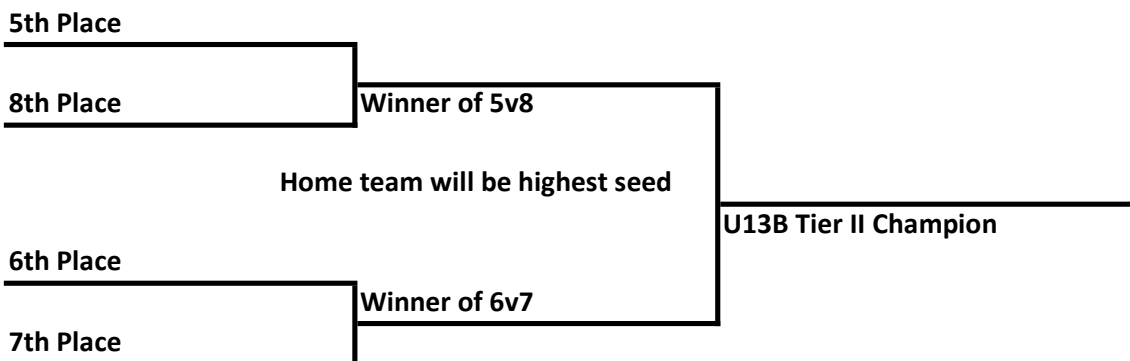 5th Place
8th Place
Winner of 5v8
Home team will be highest seed
U13B Tier II Champion
6th Place
Winner of 6v7
7th Place